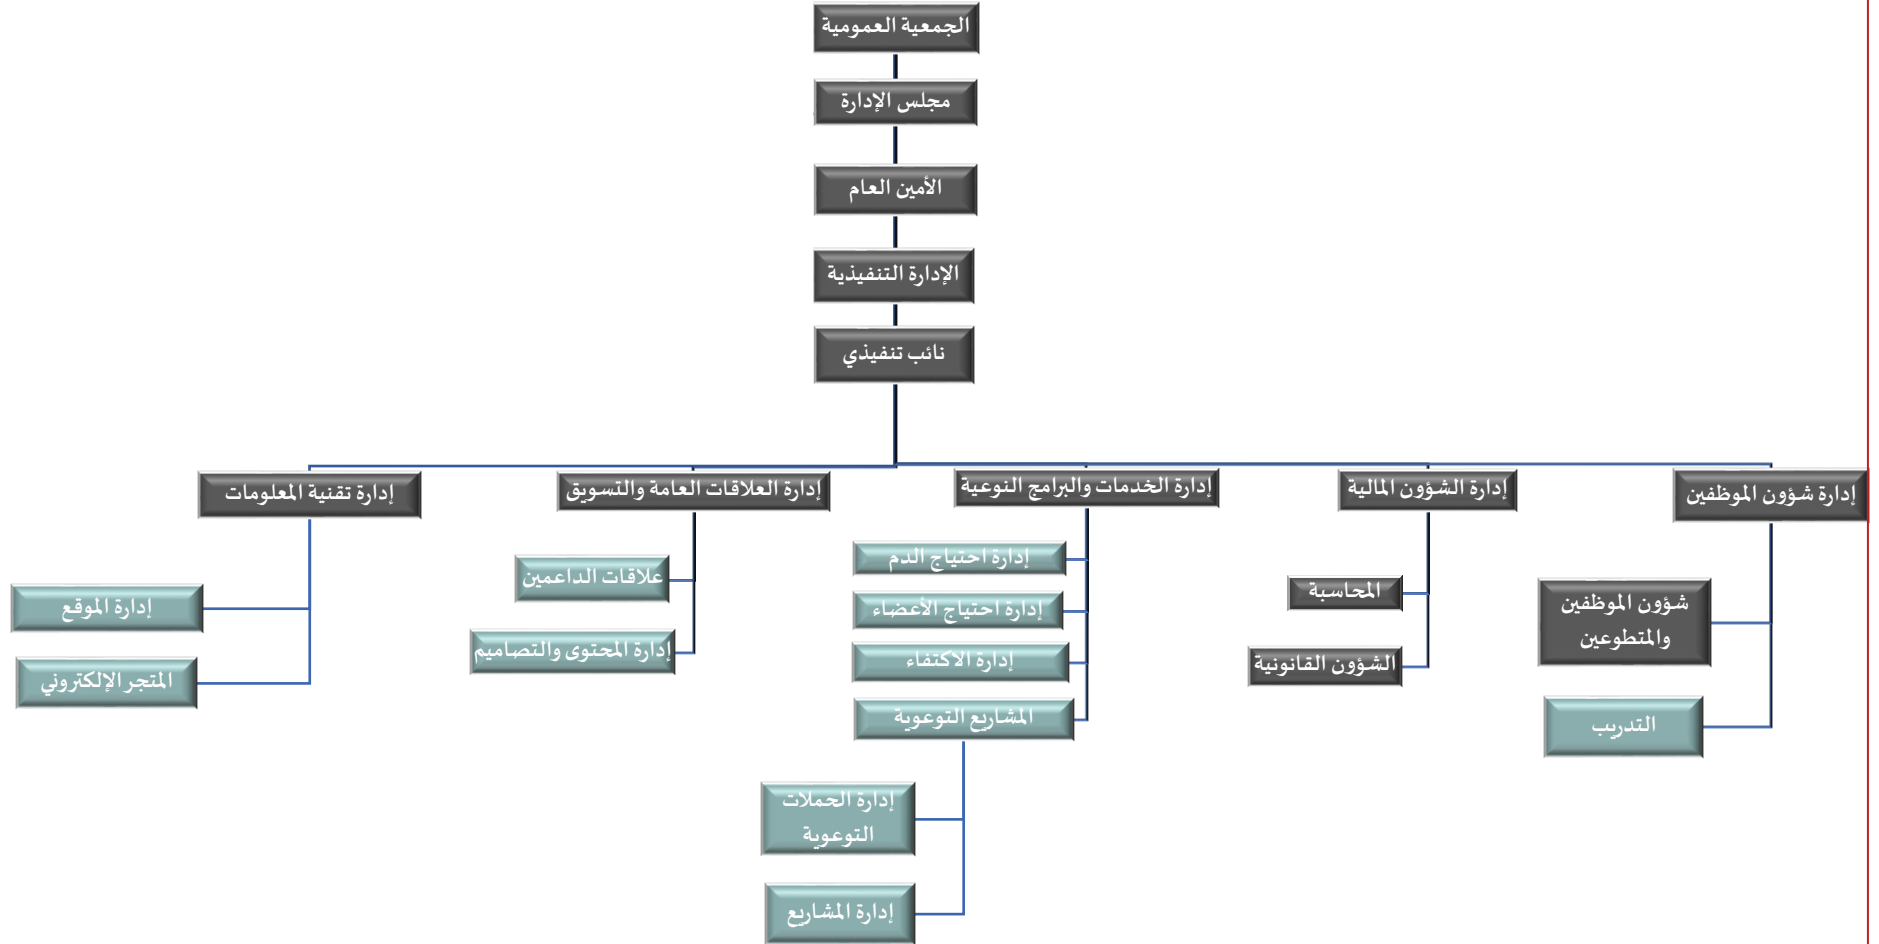 الجمعية العمومية
مجلس الإدارة
الأمين العام
الإدارة التنفيذية
نائب تنفيذي
إدارة شؤون الموظفين
إدارة الشؤون المالية
إدارة الخدمات والبرامج النوعية
إدارة العلاقات العامة والتسويق
إدارة تقنية المعلومات
شؤون الموظفين
والمتطوعين
التدريب
المحاسبة
الشؤون القانونية
إدارة احتياج الدم
إدارة احتياج الأعضاء
إدارة الاكتفاء
المشاريع التوعوية
إدارة الحملات
التوعوية
إدارة المشاريع
علاقات الداعمين
إدارة المحتوى والتصاميم
إدارة الموقع
المتجر الإلكتروني